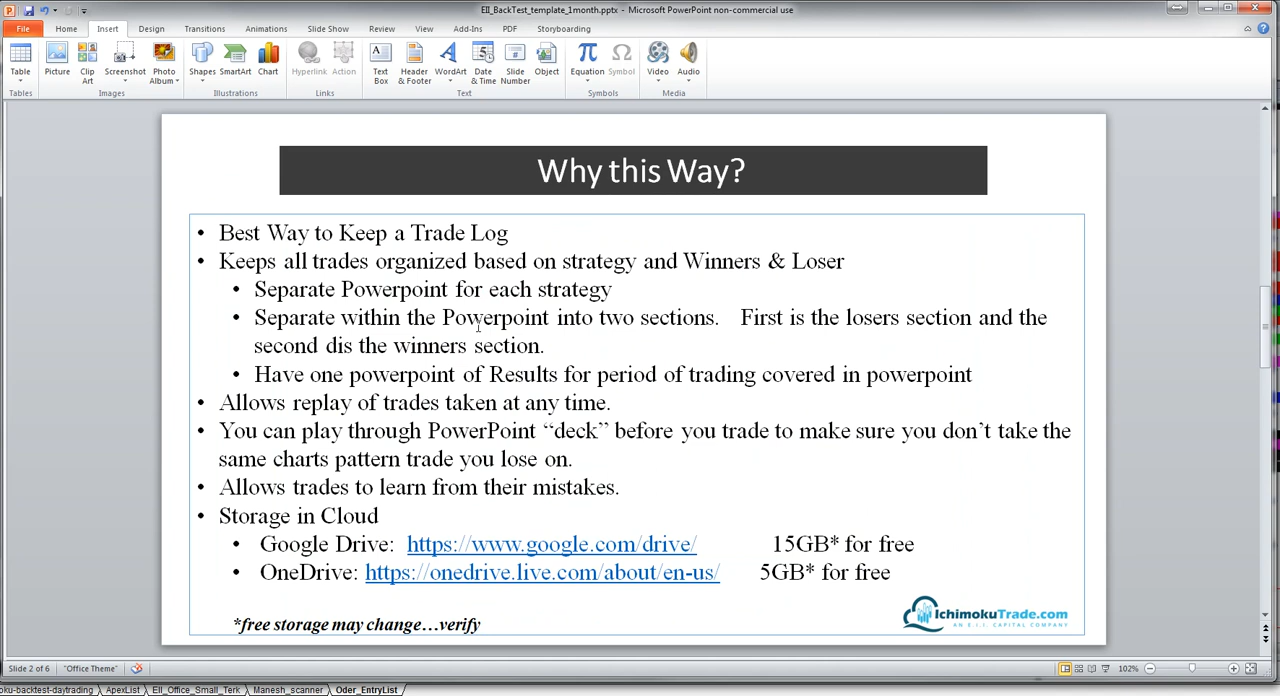 EII_BackTest_template_1month.pptx - Microsoft PowerPoint non-commercial use
File Home Insert Design Transitions Animations Slide Show Review View Add-Ins PDF Storyboarding
Table Picture Clip Art Screenshot Photo Album Shapes SmartArt Chart Hyperlink Action Text Box Header & Footer WordArt Date & Time Slide Number Object Equation Symbol Video Audio
Tables Images Illustrations Links Text Symbols Media
Why this Way?
• Best Way to Keep a Trade Log
• Keeps all trades organized based on strategy and Winners & Loser
• Separate Powerpoint for each strategy
• Separate within the Powerpoint into two sections. First is the losers section and the
second dis the winners section.
• Have one powerpoint of Results for period of trading covered in powerpoint
• Allows replay of trades taken at any time.
• You can play through PowerPoint “deck” before you trade to make sure you don’t take the
same charts pattern trade you lose on.
• Allows trades to learn from their mistakes.
• Storage in Cloud
• Google Drive: https://www.google.com/drive/ 15GB* for free
• OneDrive: https://onedrive.live.com/about/en-us/ 5GB* for free
*free storage may change…verify
IchimokuTrade.com
AN E.I.I. CAPITAL COMPANY
Slide 2 of 6 "Office Theme" 102%
oku-backtest-daytrading ApexList EII_Office_Small_Terk Manesh_scanner Oder_EntryList